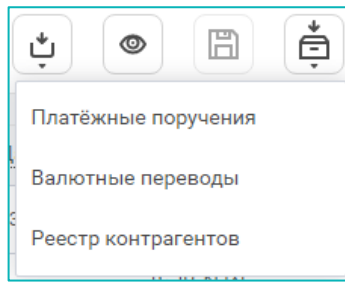 Платёжные поручения
Валютные переводы
Реестр контрагентов